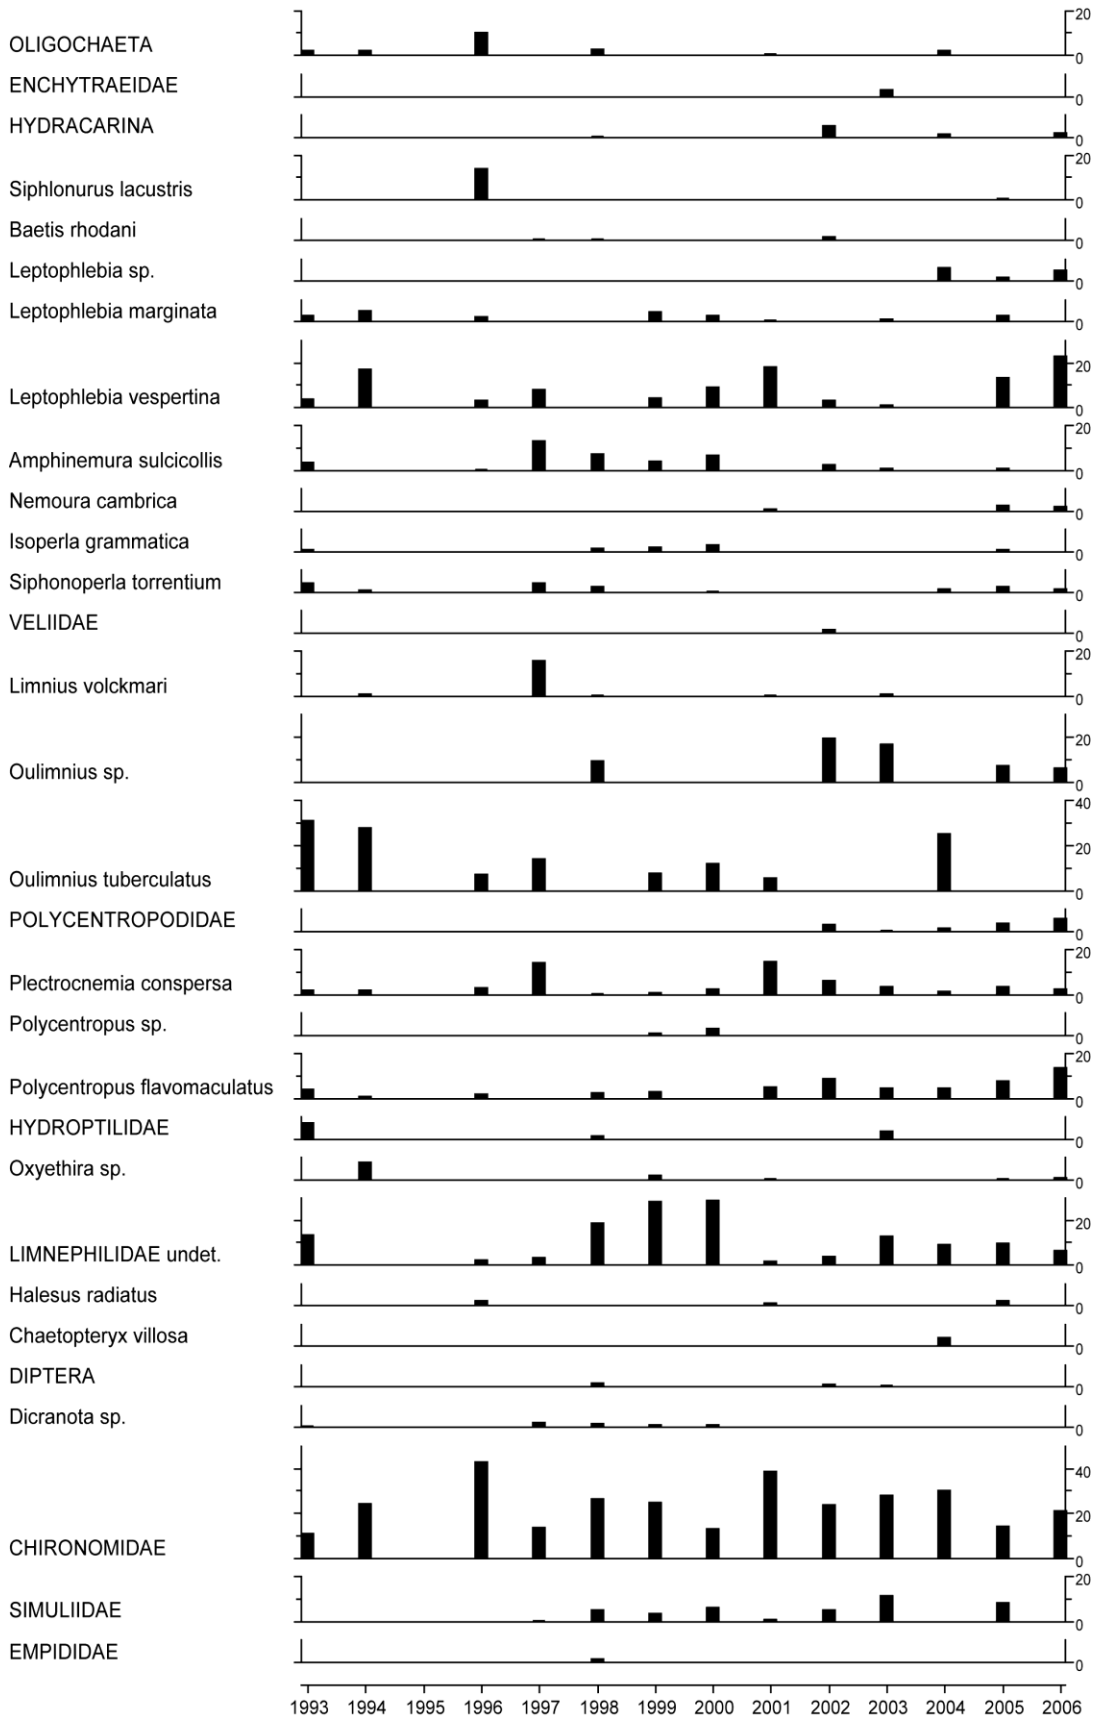 20
OLIGOCHAETA
0
ENCHYTRAEIDAE
0
HYDRACARINA
0
20
Siphlonurus lacustris
0
Baetis rhodani
0
Leptophlebia sp.
0
Leptophlebia marginata
0
20
Leptophlebia vespertina
0
20
Amphinemura sulcicollis
0
Nemoura cambrica
0
Isoperla grammatica
0
Siphonoperla torrentium
0
VELIIDAE
0
20
Limnius volckmari
0
20
Oulimnius sp.
0
40
20
Oulimnius tuberculatus
0
POLYCENTROPODIDAE
0
20
Plectrocnemia conspersa
0
Polycentropus sp.
0
20
Polycentropus flavomaculatus
0
HYDROPTILIDAE
0
Oxyethira sp.
0
20
LIMNEPHILIDAE undet.
0
Halesus radiatus
0
Chaetopteryx villosa
0
DIPTERA
0
Dicranota sp.
0
40
20
CHIRONOMIDAE
0
20
SIMULIIDAE
0
EMPIDIDAE
0
1993 1994 1995 1996 1997 1998 1999 2000 2001 2002 2003 2004 2005 2006